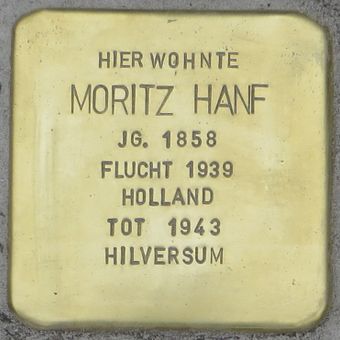 HIER WOHNTE
MORITZ HANF
JG. 1858
FLUCHT 1939
HOLLAND
TOT 1943
HILVERSUM